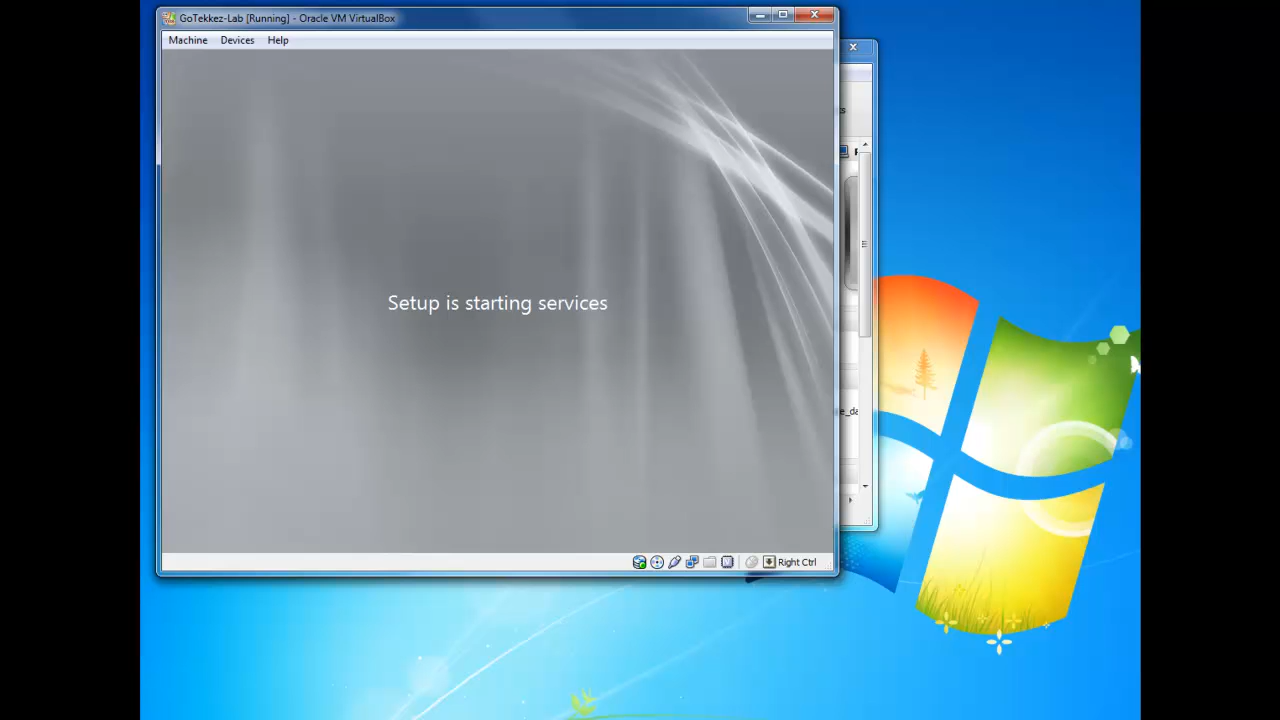 GoTekkez-Lab [Running] - Oracle VM VirtualBox
Machine Devices Help
Setup is starting services
Right Ctrl